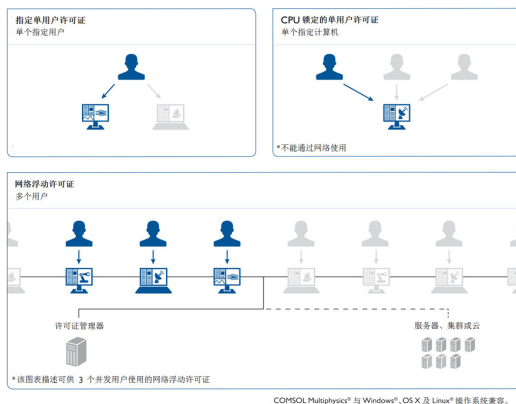 指定单用户许可证
单个指定用户
CPU 锁定的单用户许可证
单个指定计算机
*不能通过网络使用
网络浮动许可证
多个用户
许可证管理器
服务器、集群或云
*该图表描述可供 3 个并发用户使用的网络浮动许可证
COMSOL Multiphysics® 与 Windows®、OS X 及 Linux® 操作系统兼容。